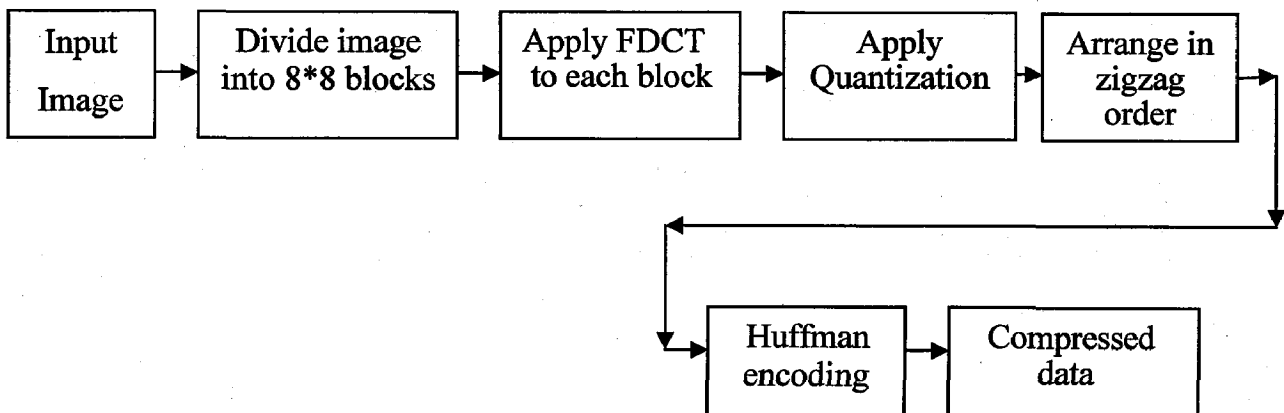 Input
Image
Divide image
into 8*8 blocks
Apply FDCT
to each block
Apply
Quantization
Arrange in
zigzag
order
Huffman
encoding
Compressed
data